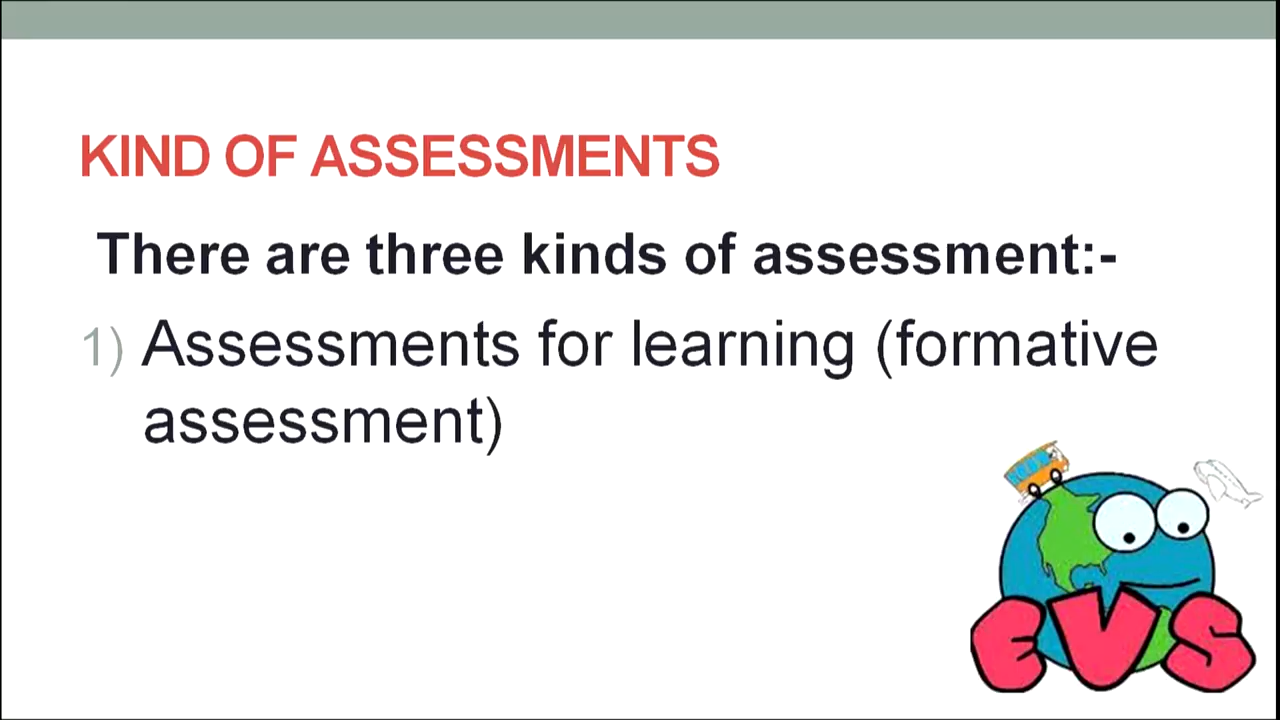 KIND OF ASSESSMENTS
There are three kinds of assessment:-
1) Assessments for learning (formative
assessment)
EVS